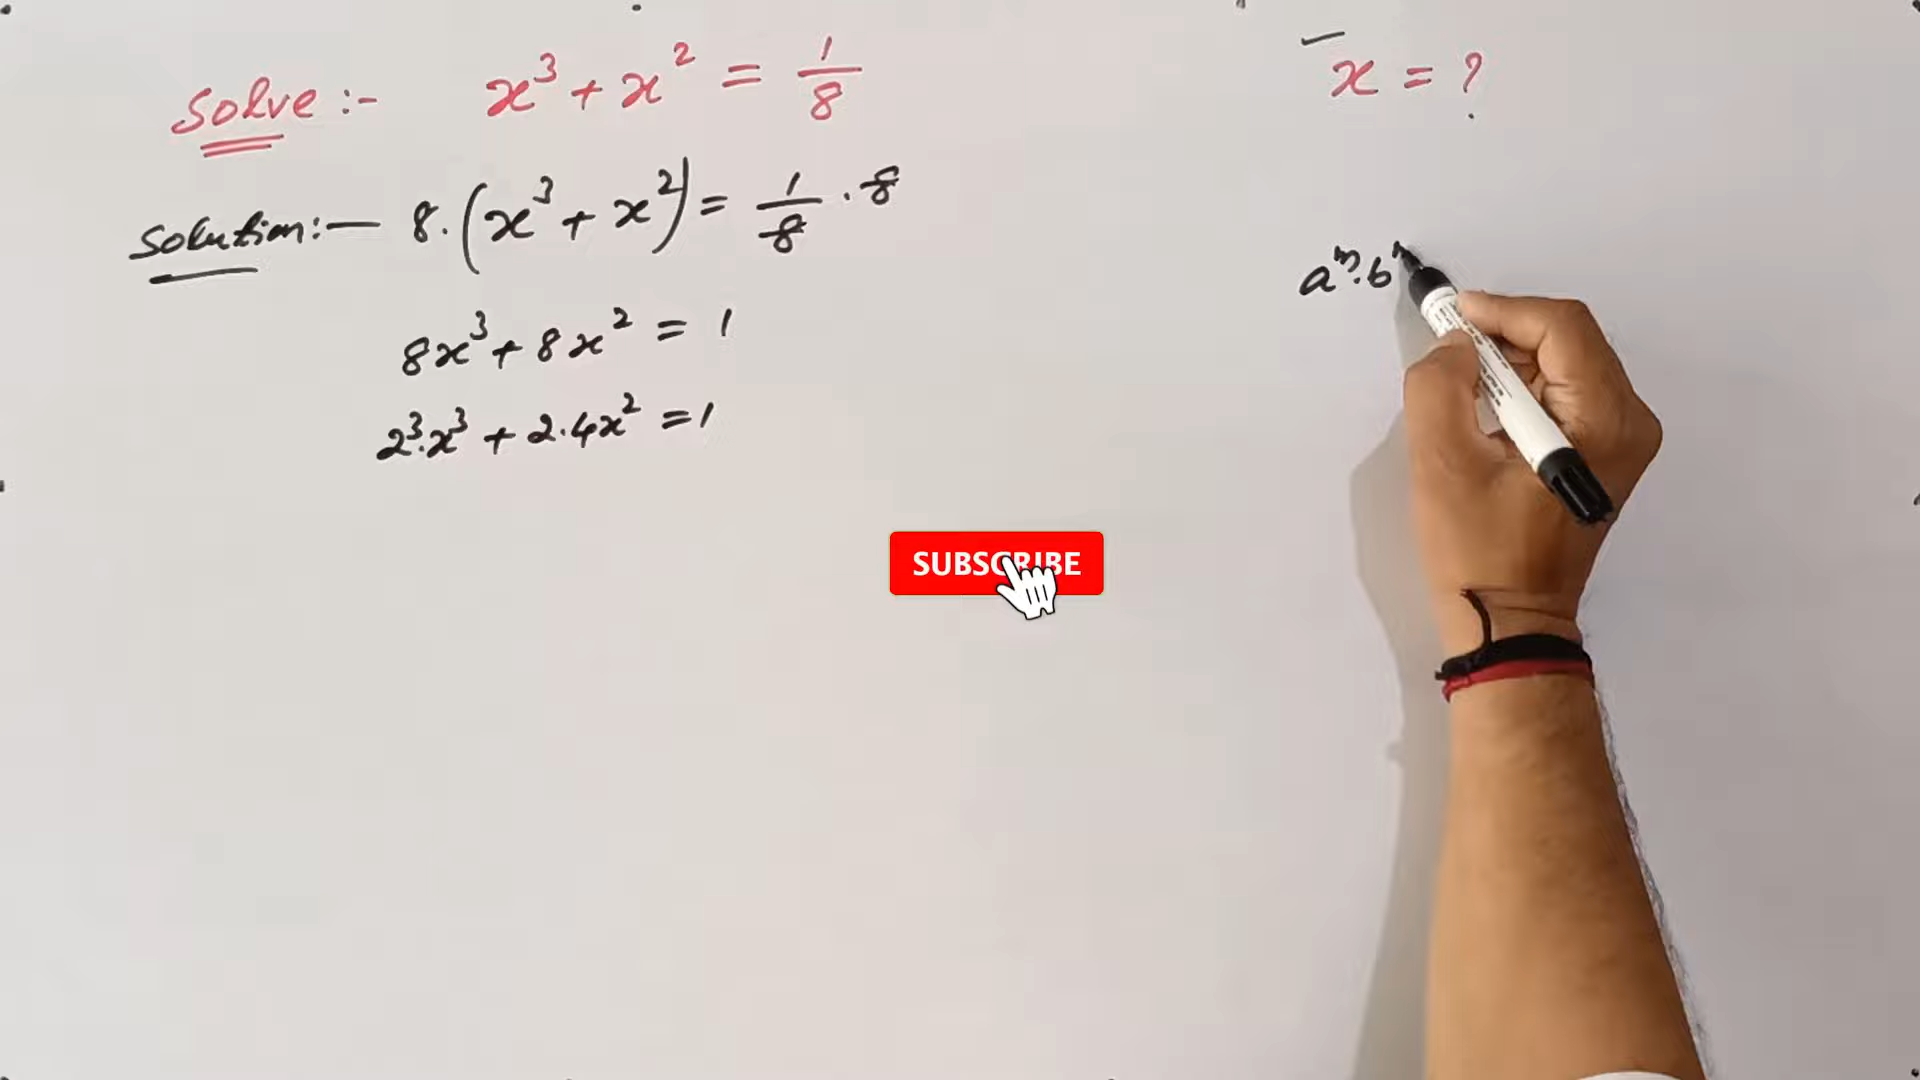 Solve :- x³ + x² = 1/8
x = ?
Solution:— 8.(x³ + x²) = 1/8 . 8
8x³ + 8x² = 1
2³.x³ + 2.4x² = 1
aᵐ.b
SUBSCRIBE